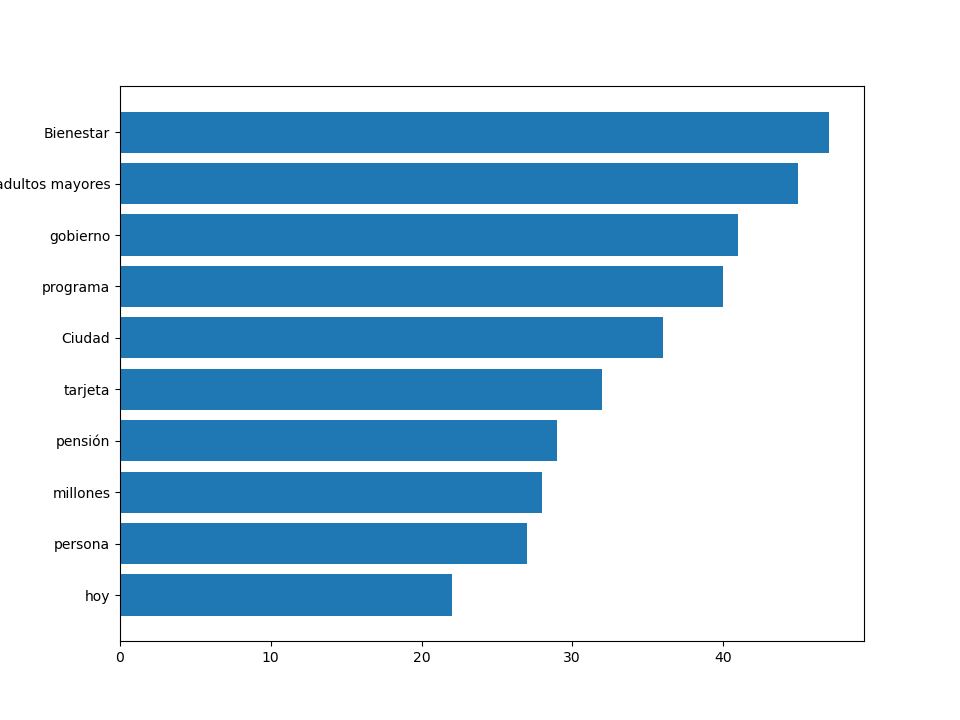 Bienestar
adultos mayores
gobierno
programa
Ciudad
tarjeta
pensión
millones
persona
hoy
0 10 20 30 40